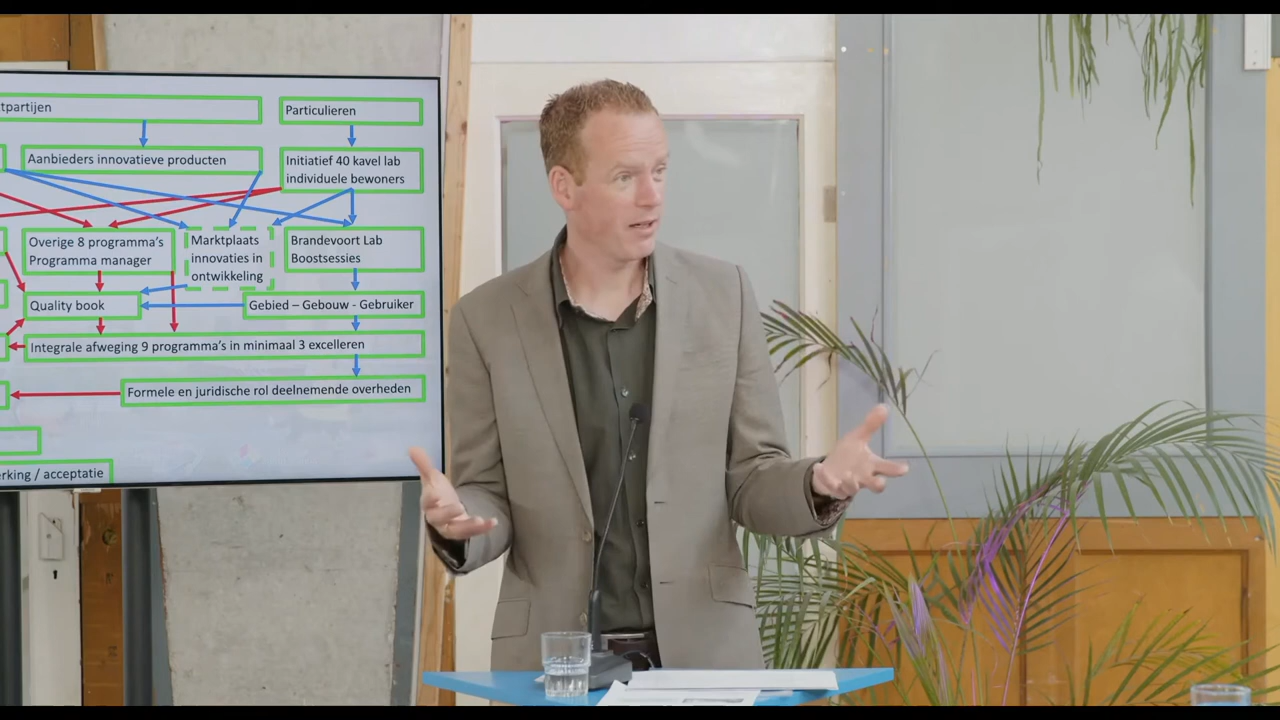 tpartijen
Particulieren
Aanbieders innovatieve producten
Initiatief 40 kavel lab
individuele bewoners
Overige 8 programma's
Programma manager
Marktplaats
innovaties in
ontwikkeling
Brandevoort Lab
Boostsessies
Quality book
Gebied – Gebouw - Gebruiker
Integrale afweging 9 programma's in minimaal 3 excelleren
Formele en juridische rol deelnemende overheden
erking / acceptatie